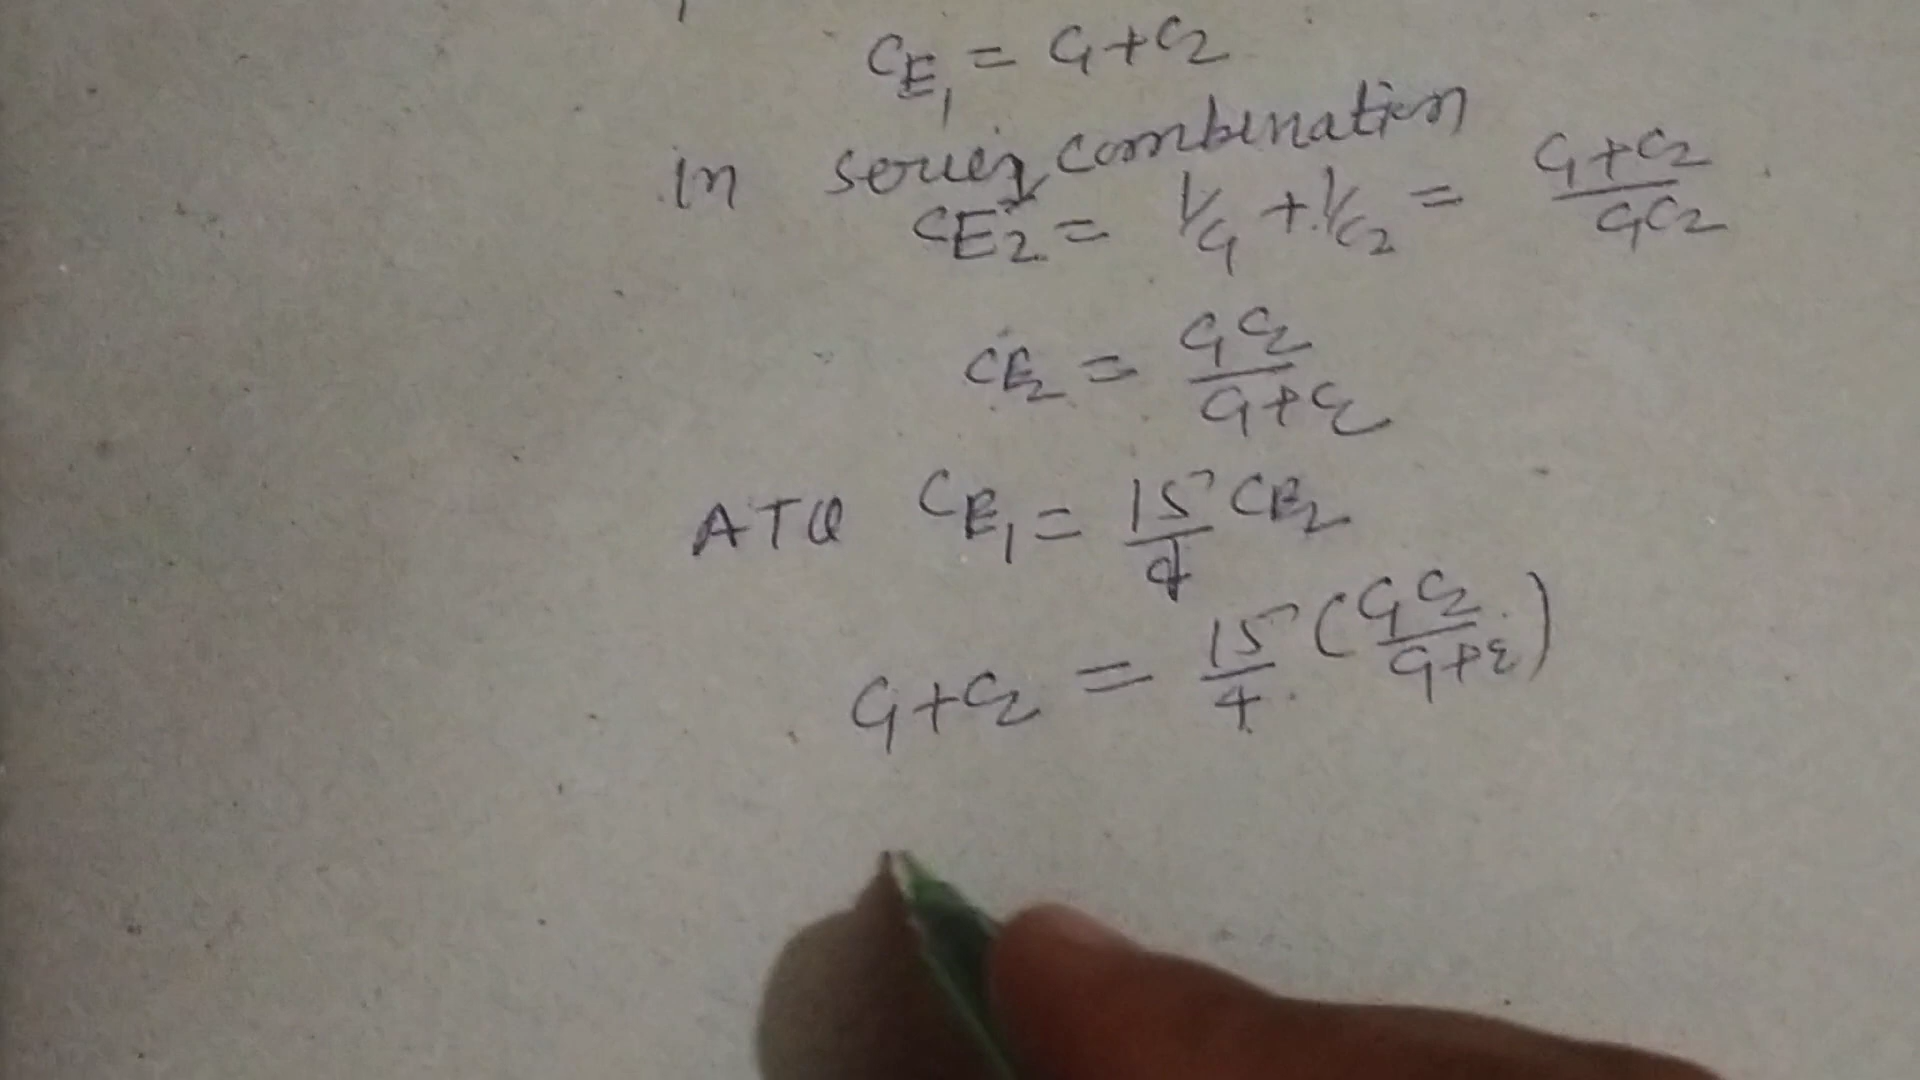 CE₁ = C₁+C₂
in series combination
CE₂ = 1/C₁ + 1/C₂ = C₁+C₂/C₁C₂
CE₂ = C₁C₂/C₁+C₂
ATQ CE₁ = 15/4 CE₂
C₁+C₂ = 15/4 (C₁C₂/C₁+C₂)